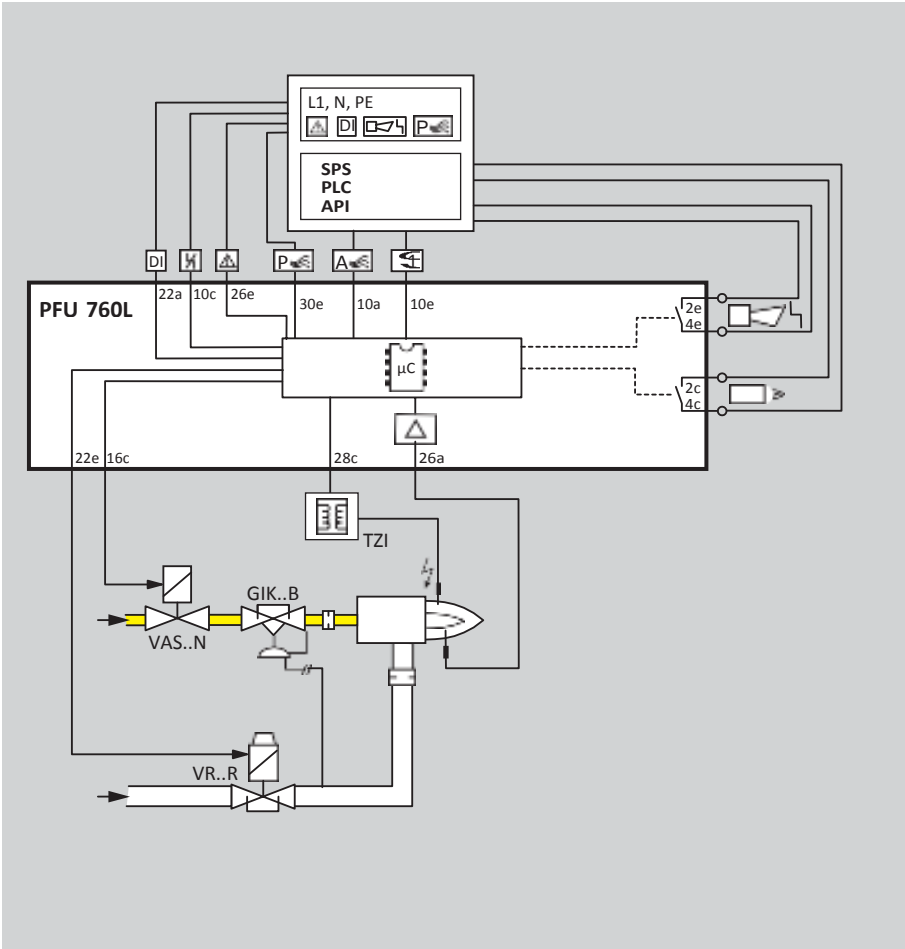 L1, N, PE
DI P
SPS
PLC
API
DI P A
22a 10c 26e 30e 10a 10e
PFU 760L
2e
4e
µC
2c
4c
22e 16c 28c 26a
TZI
GIK..B
VAS..N
VR..R